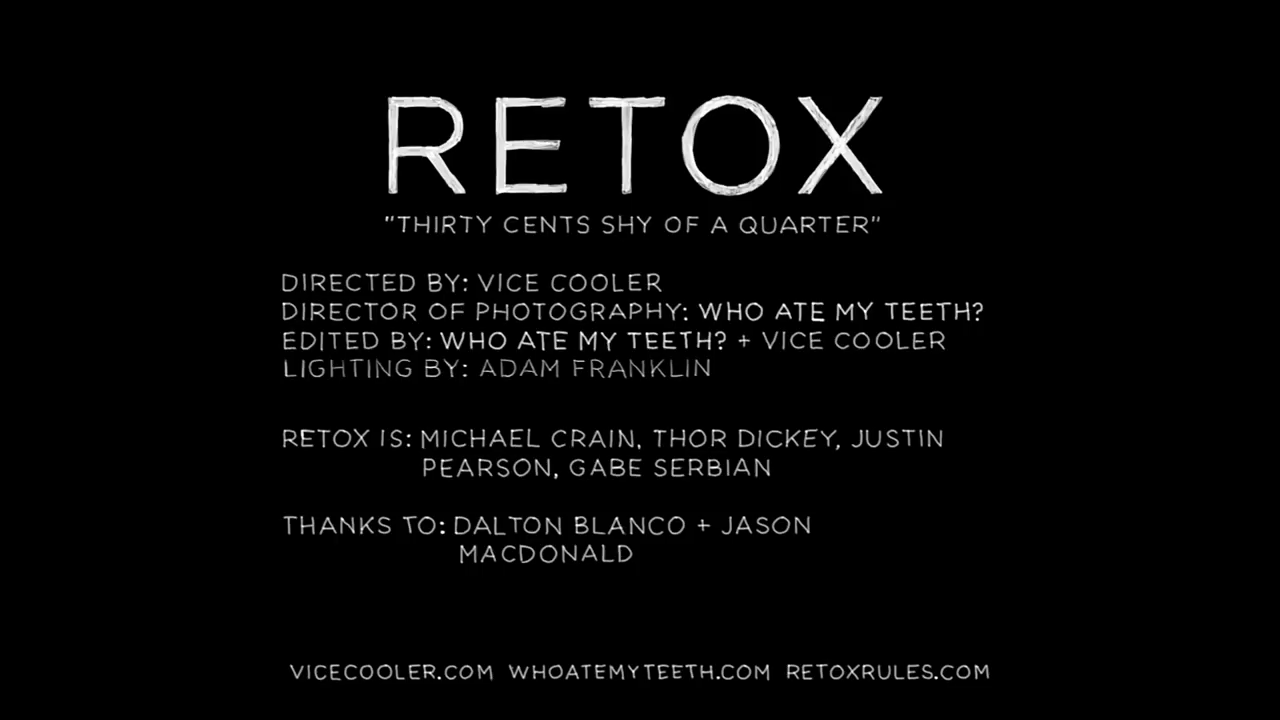 RETOX
"THIRTY CENTS SHY OF A QUARTER"
DIRECTED BY: VICE COOLER
DIRECTOR OF PHOTOGRAPHY: WHO ATE MY TEETH?
EDITED BY: WHO ATE MY TEETH? + VICE COOLER
LIGHTING BY: ADAM FRANKLIN
RETOX IS: MICHAEL CRAIN, THOR DICKEY, JUSTIN
PEARSON, GABE SERBIAN
THANKS TO: DALTON BLANCO + JASON
MACDONALD
VICECOOLER.COM WHOATEMYTEETH.COM RETOXRULES.COM